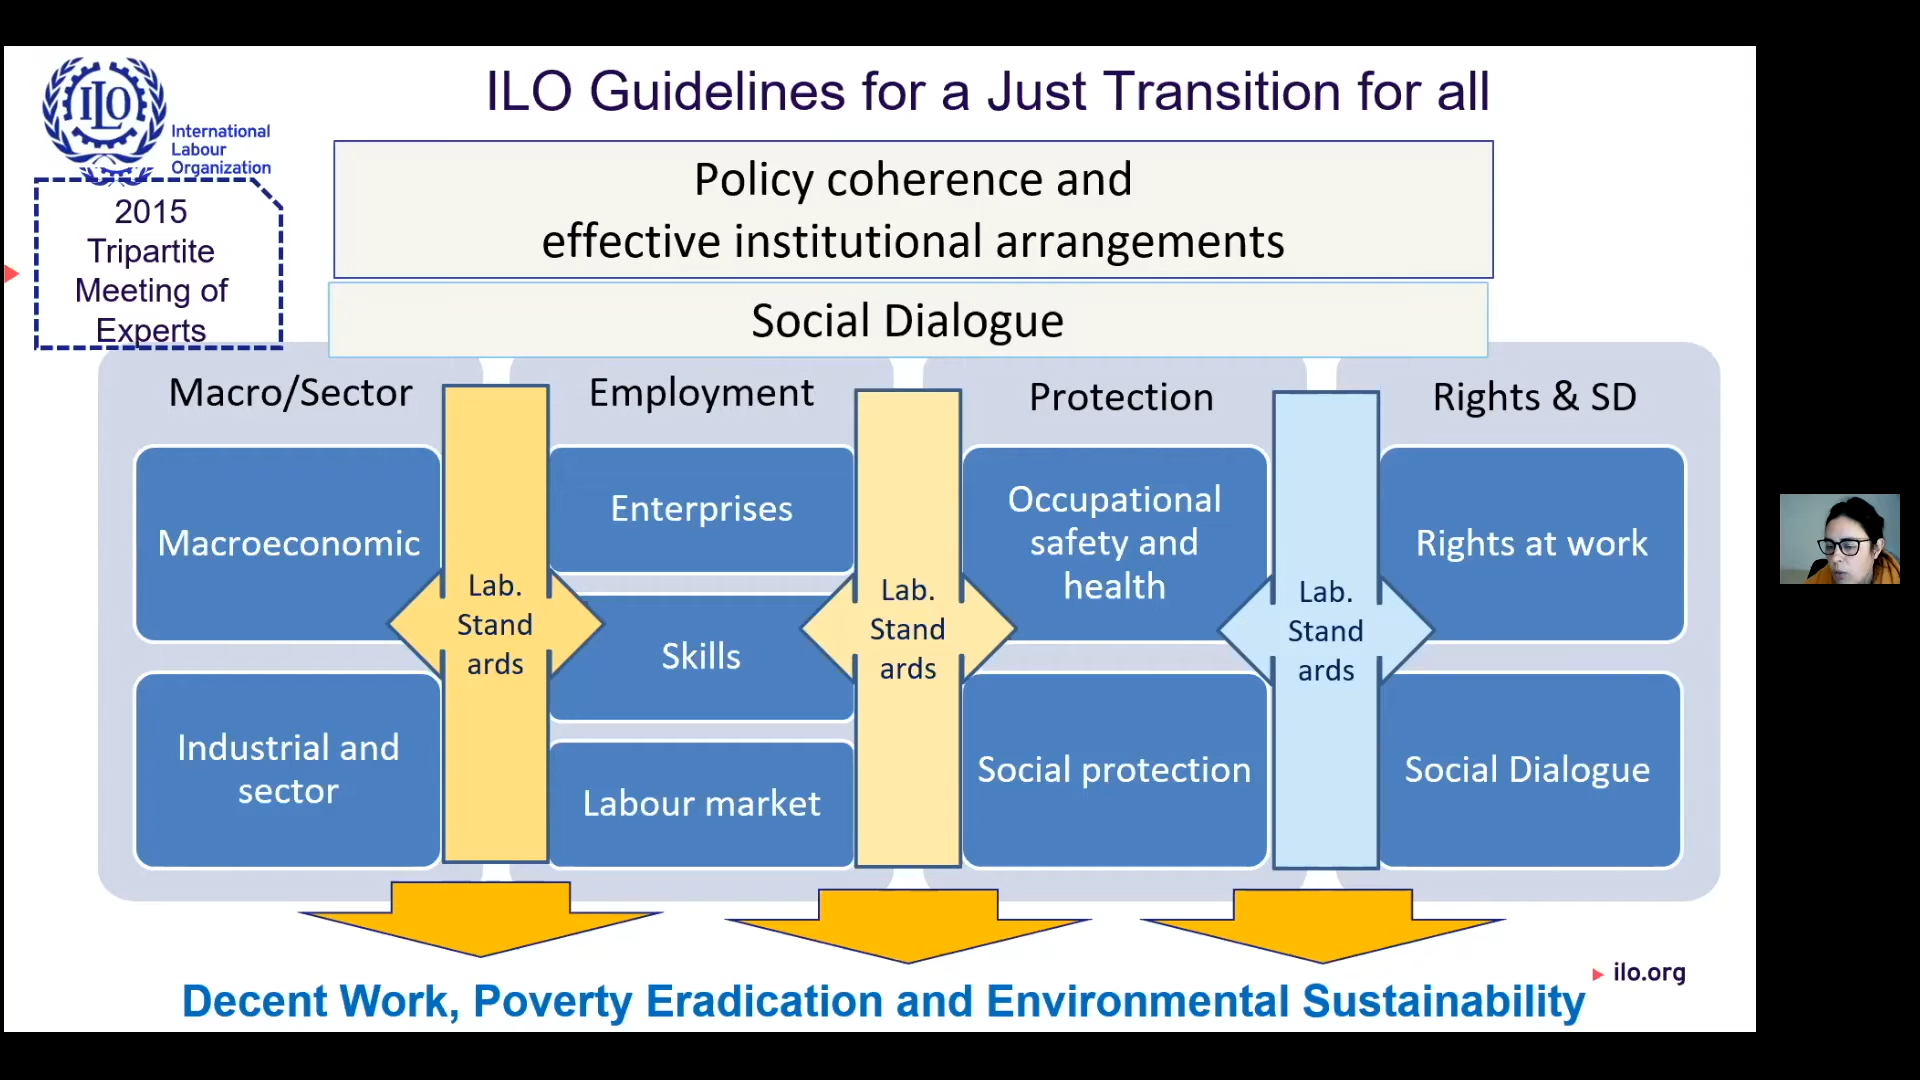 ILO Guidelines for a Just Transition for all
ILO
International
Labour
Organization
2015
Tripartite
Meeting of
Experts
Policy coherence and
effective institutional arrangements
Social Dialogue
Macro/Sector
Macroeconomic
Industrial and
sector
Lab.
Stand
ards
Employment
Enterprises
Skills
Labour market
Lab.
Stand
ards
Protection
Occupational
safety and
health
Social protection
Lab.
Stand
ards
Rights & SD
Rights at work
Social Dialogue
ilo.org
Decent Work, Poverty Eradication and Environmental Sustainability